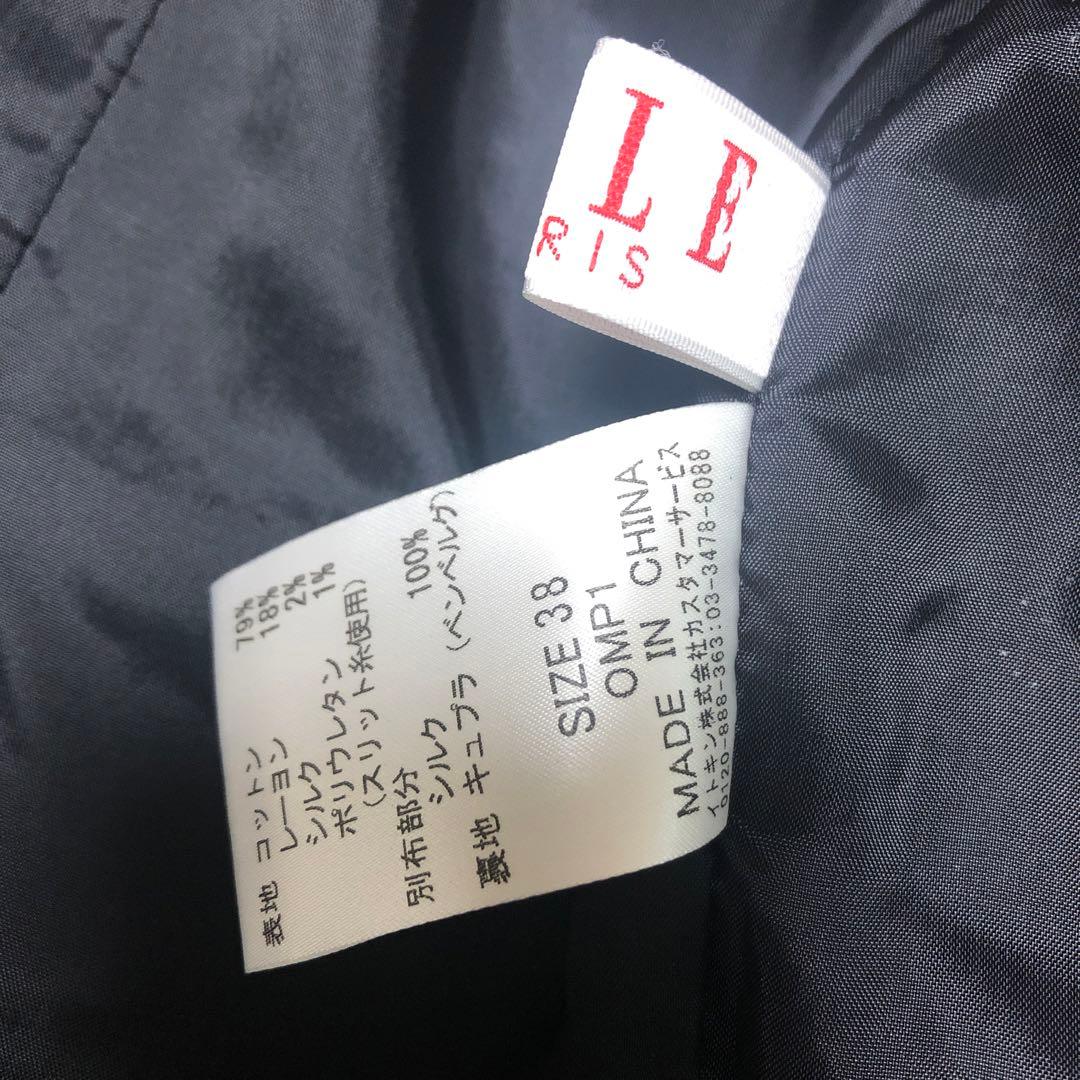 L E
RIS
表地 コットン 79%
レーヨン 18%
シルク 2%
ポリウレタン 1%
(スリット糸使用)
別布部分
シルク 100%
裏地 キュプラ (ベンベルグ)
SIZE 38
OMP1
MADE IN CHINA
イトキン株式会社カスタマーサービス
0120-888-363:03-3478-8088